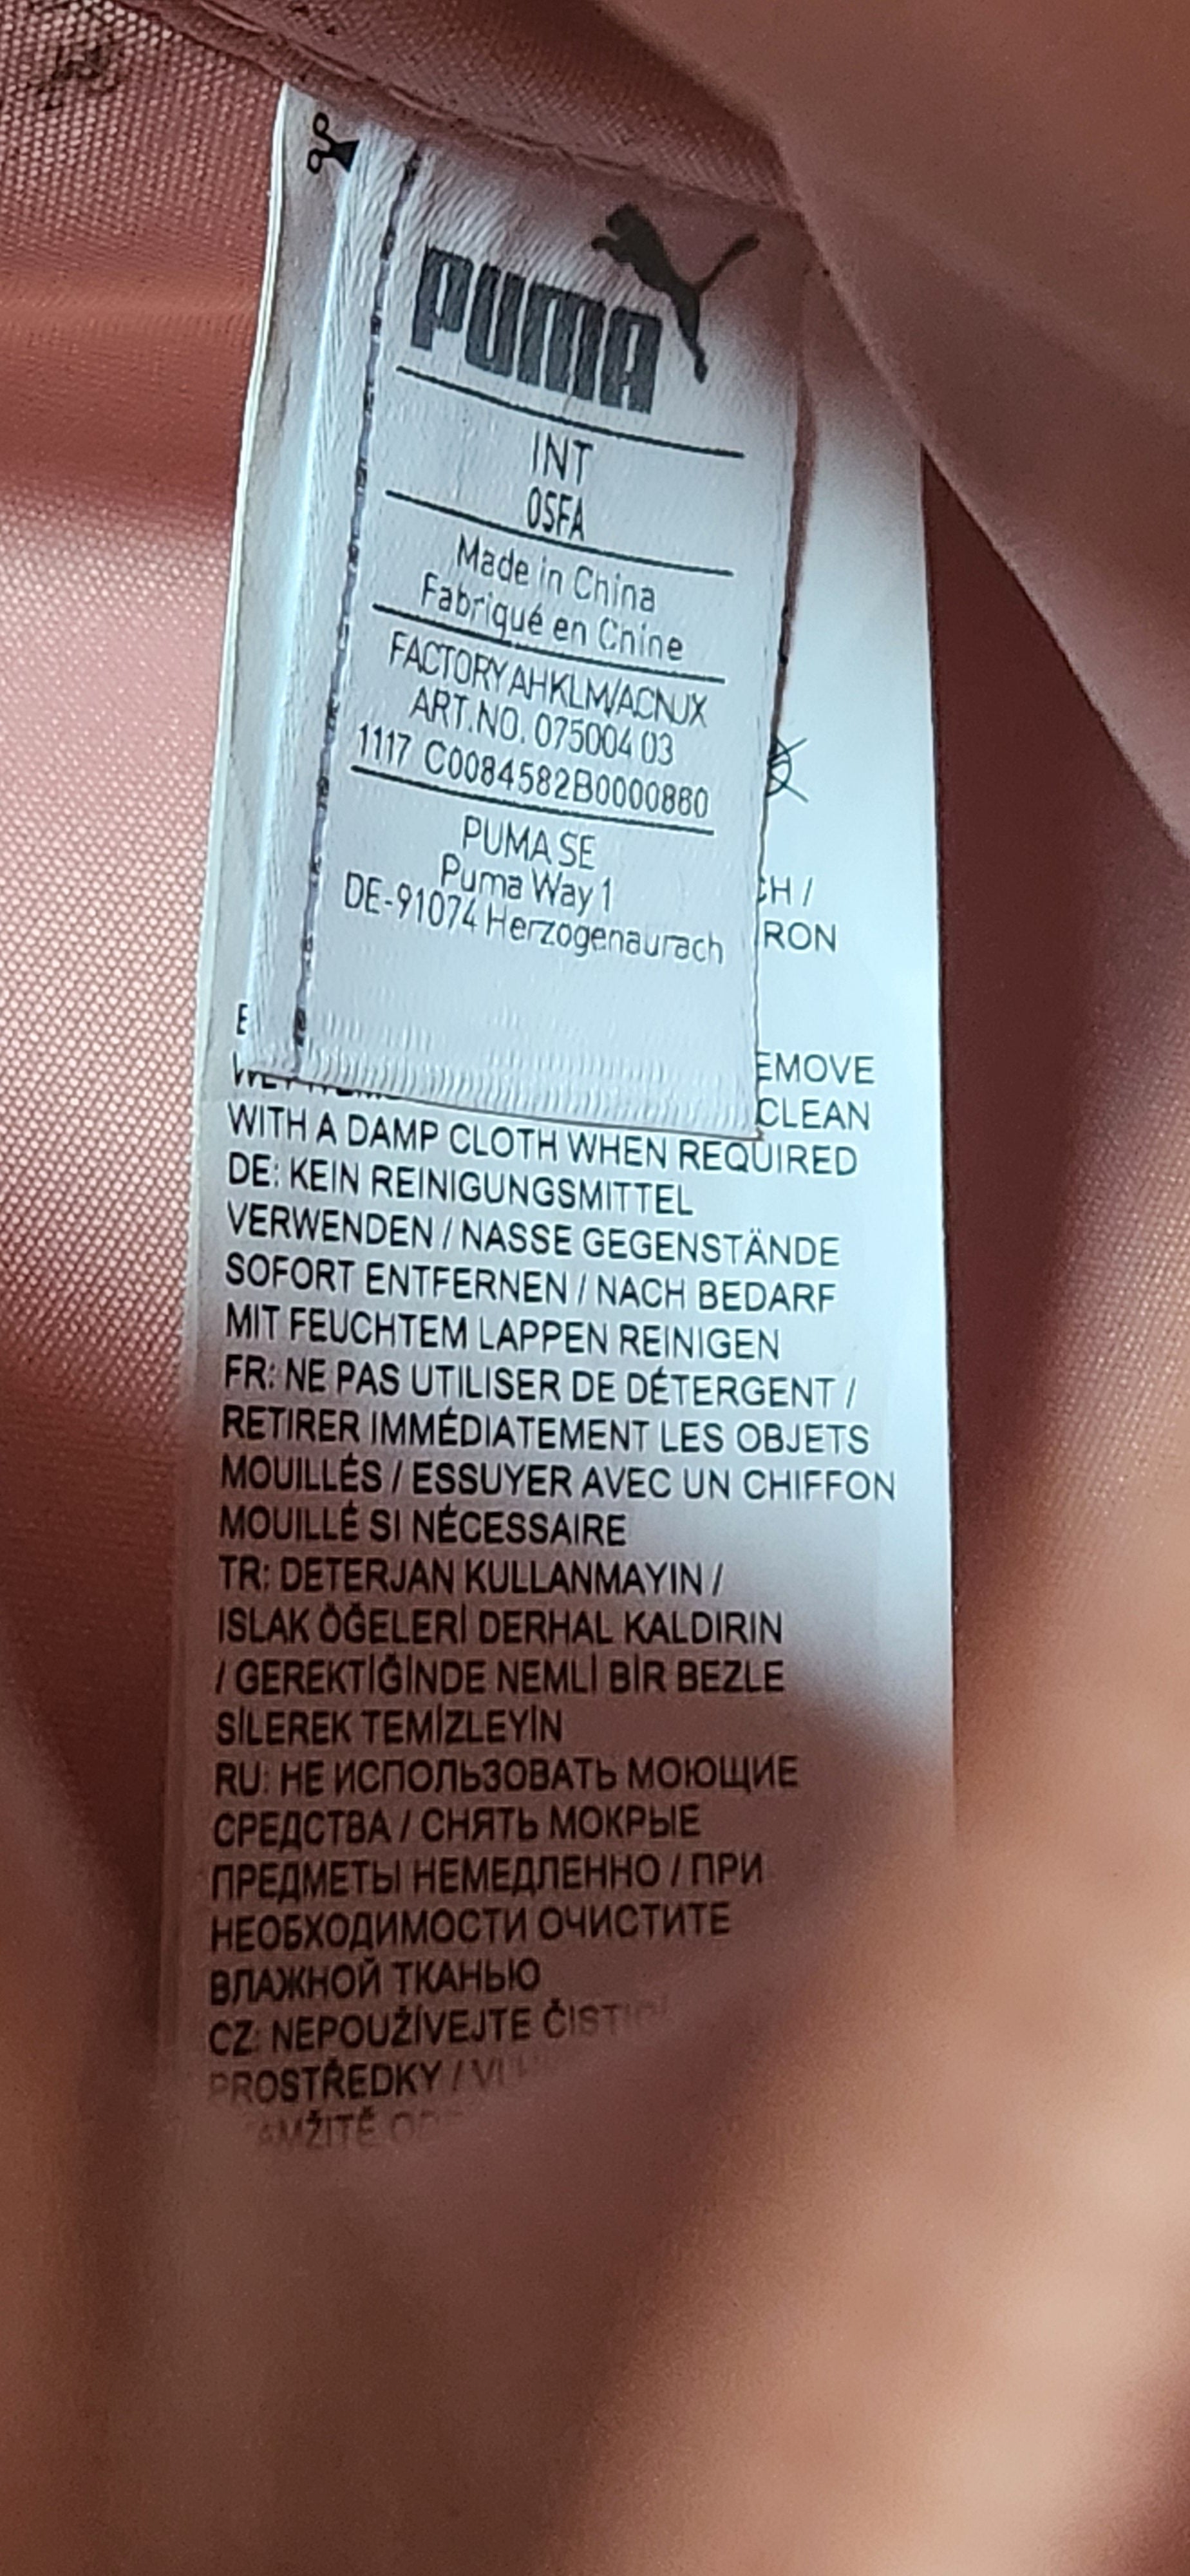 PUMA
INT
OSFA
Made in China
Fabriqué en Chine
FACTORY AHKLM/ACNJX
ART.NO. 075004 03
1117 C0084582B0000880
PUMA SE
Puma Way 1
DE-91074 Herzogenaurach
WITH A DAMP CLOTH WHEN REQUIRED
DE: KEIN REINIGUNGSMITTEL
VERWENDEN / NASSE GEGENSTÄNDE
SOFORT ENTFERNEN / NACH BEDARF
MIT FEUCHTEM LAPPEN REINIGEN
FR: NE PAS UTILISER DE DÉTERGENT /
RETIRER IMMÉDIATEMENT LES OBJETS
MOUILLÉS / ESSUYER AVEC UN CHIFFON
MOUILLÉ SI NÉCESSAIRE
TR: DETERJAN KULLANMAYIN /
ISLAK ÖĞELERİ DERHAL KALDIRIN
/ GEREKTİĞİNDE NEMLİ BİR BEZLE
SİLEREK TEMİZLEYİN
RU: НЕ ИСПОЛЬЗОВАТЬ МОЮЩИЕ
СРЕДСТВА / СНЯТЬ МОКРЫЕ
ПРЕДМЕТЫ НЕМЕДЛЕННО / ПРИ
НЕОБХОДИМОСТИ ОЧИСТИТЕ
ВЛАЖНОЙ ТКАНЬЮ
CZ: NEPOUŽÍVEJTE
PROSTŘEDKY /